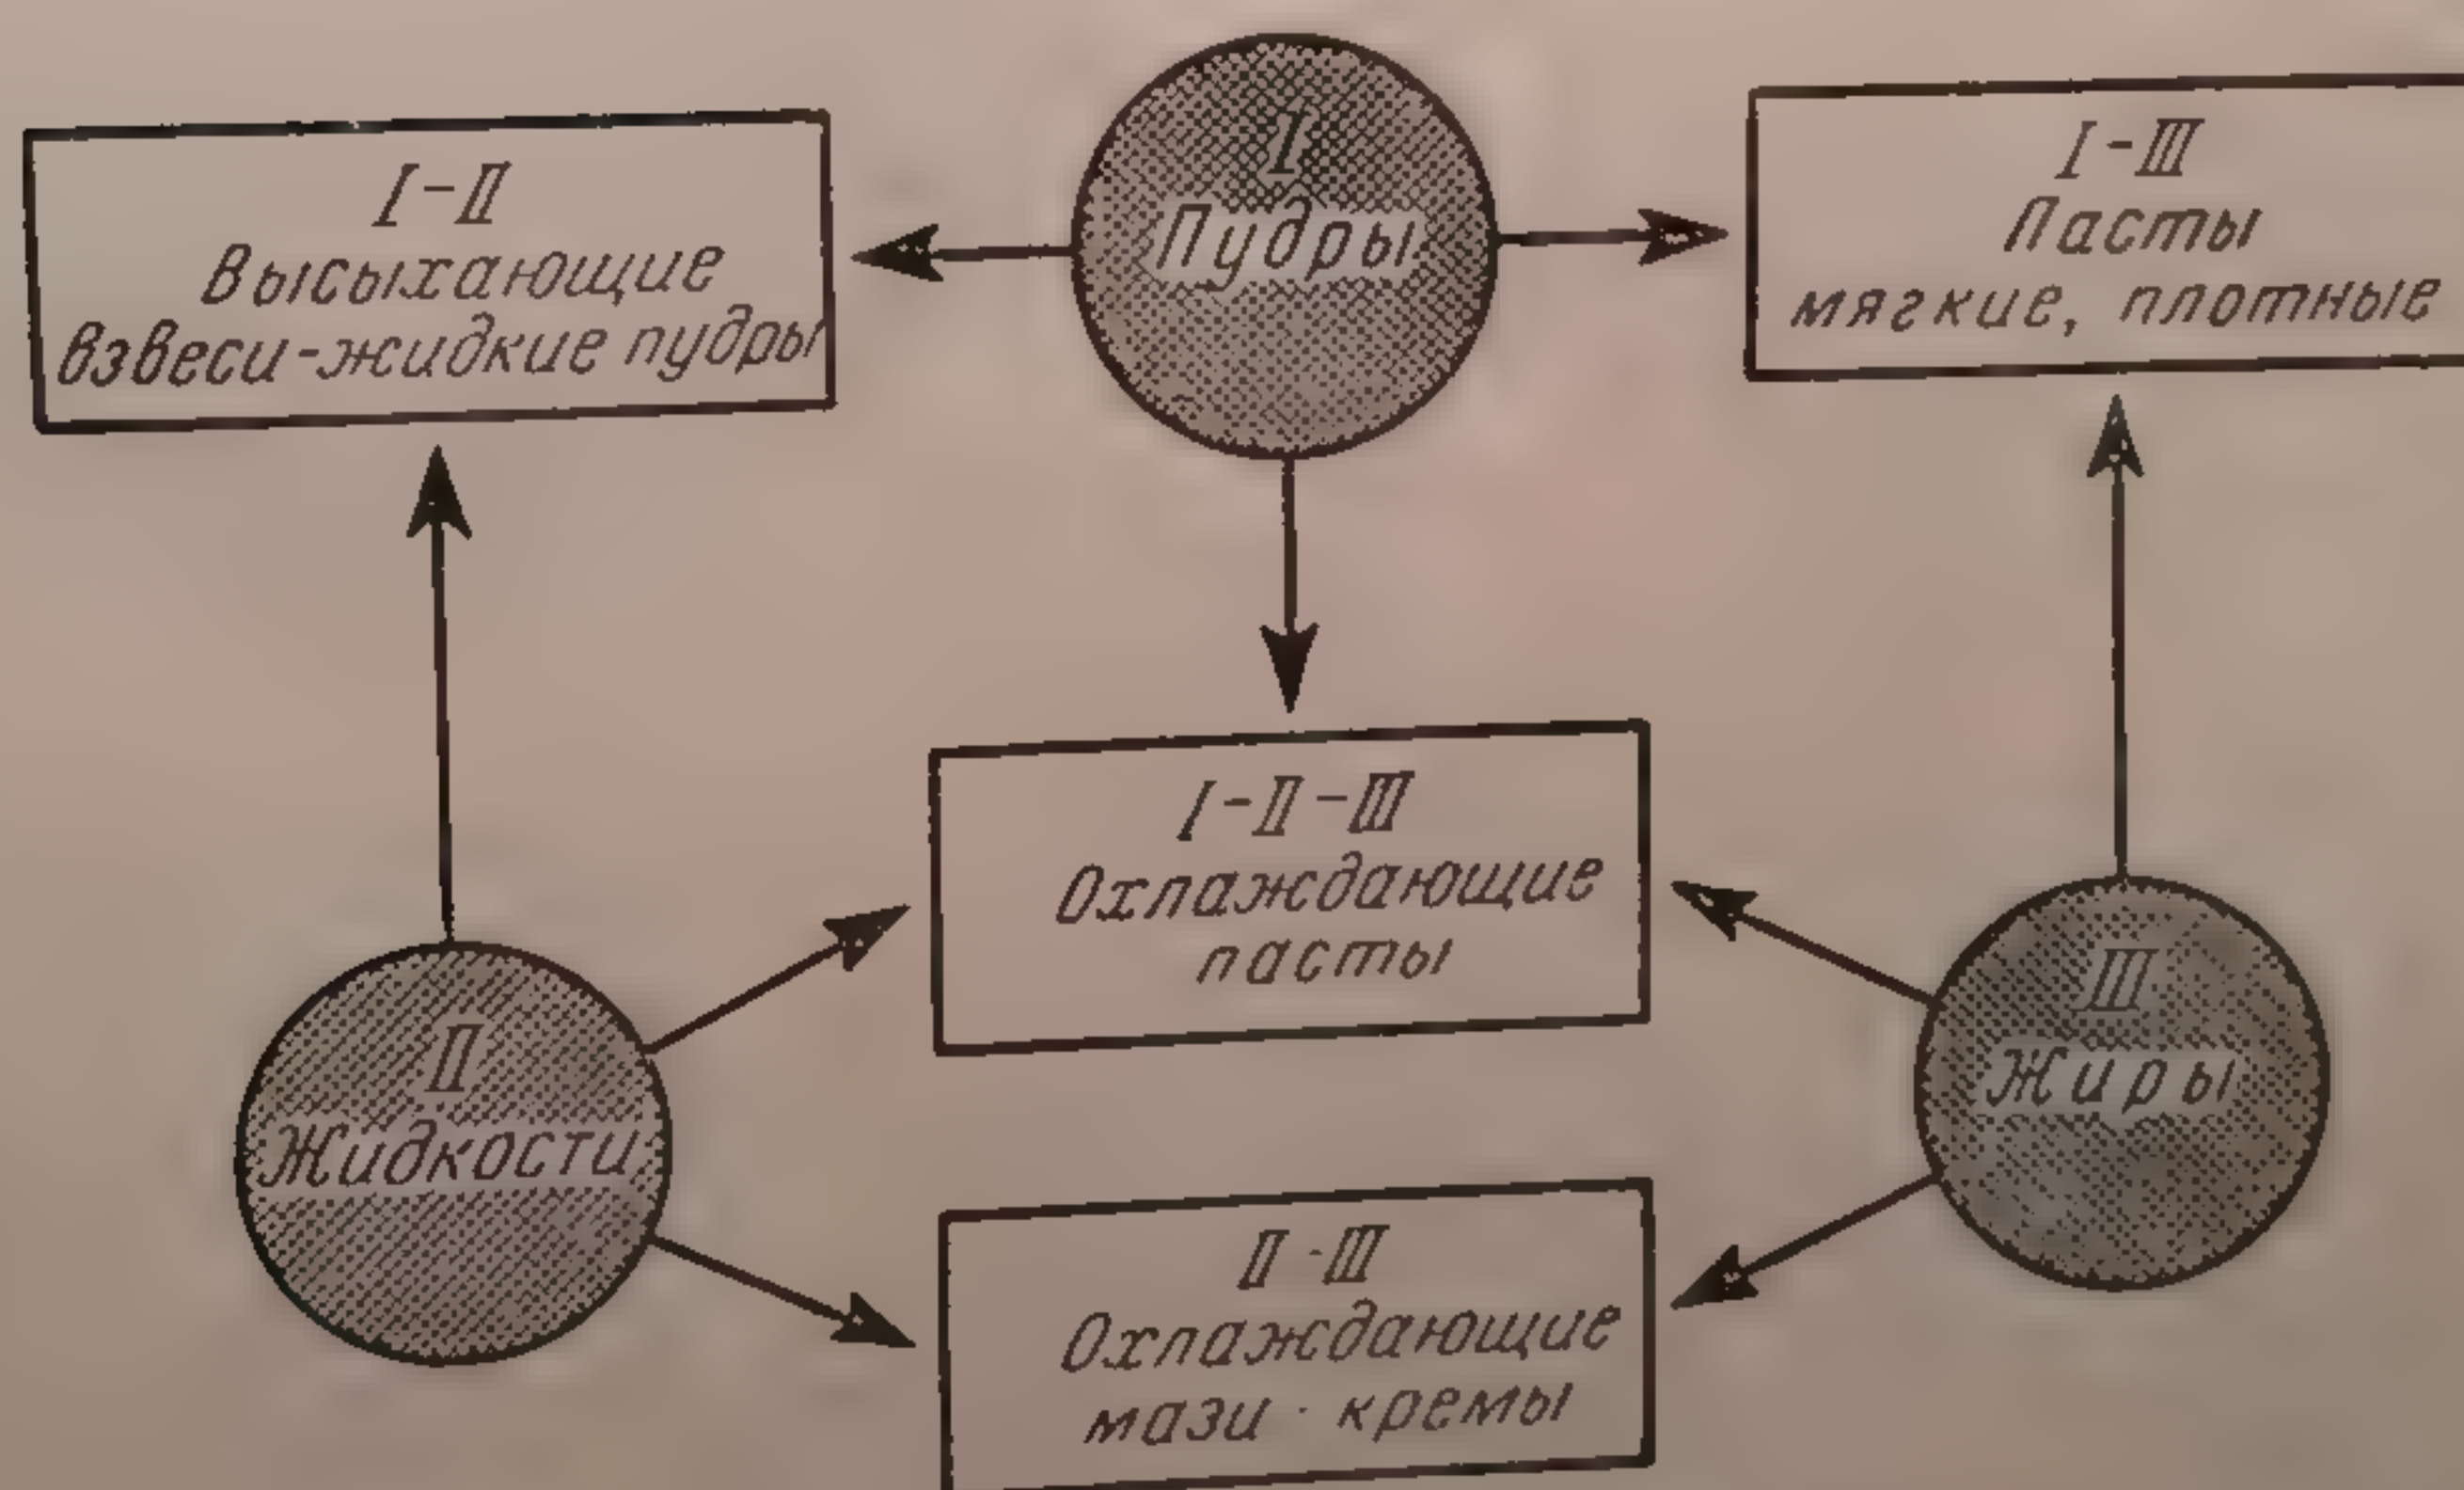 I-II
Высыхающие
взвеси-жидкие пудры
I
Пудры
I-III
Пасты
мягкие, плотные
I-II-III
Охлаждающие
пасты
II
Жидкости
III
Жиры
II-III
Охлаждающие
мази - кремы